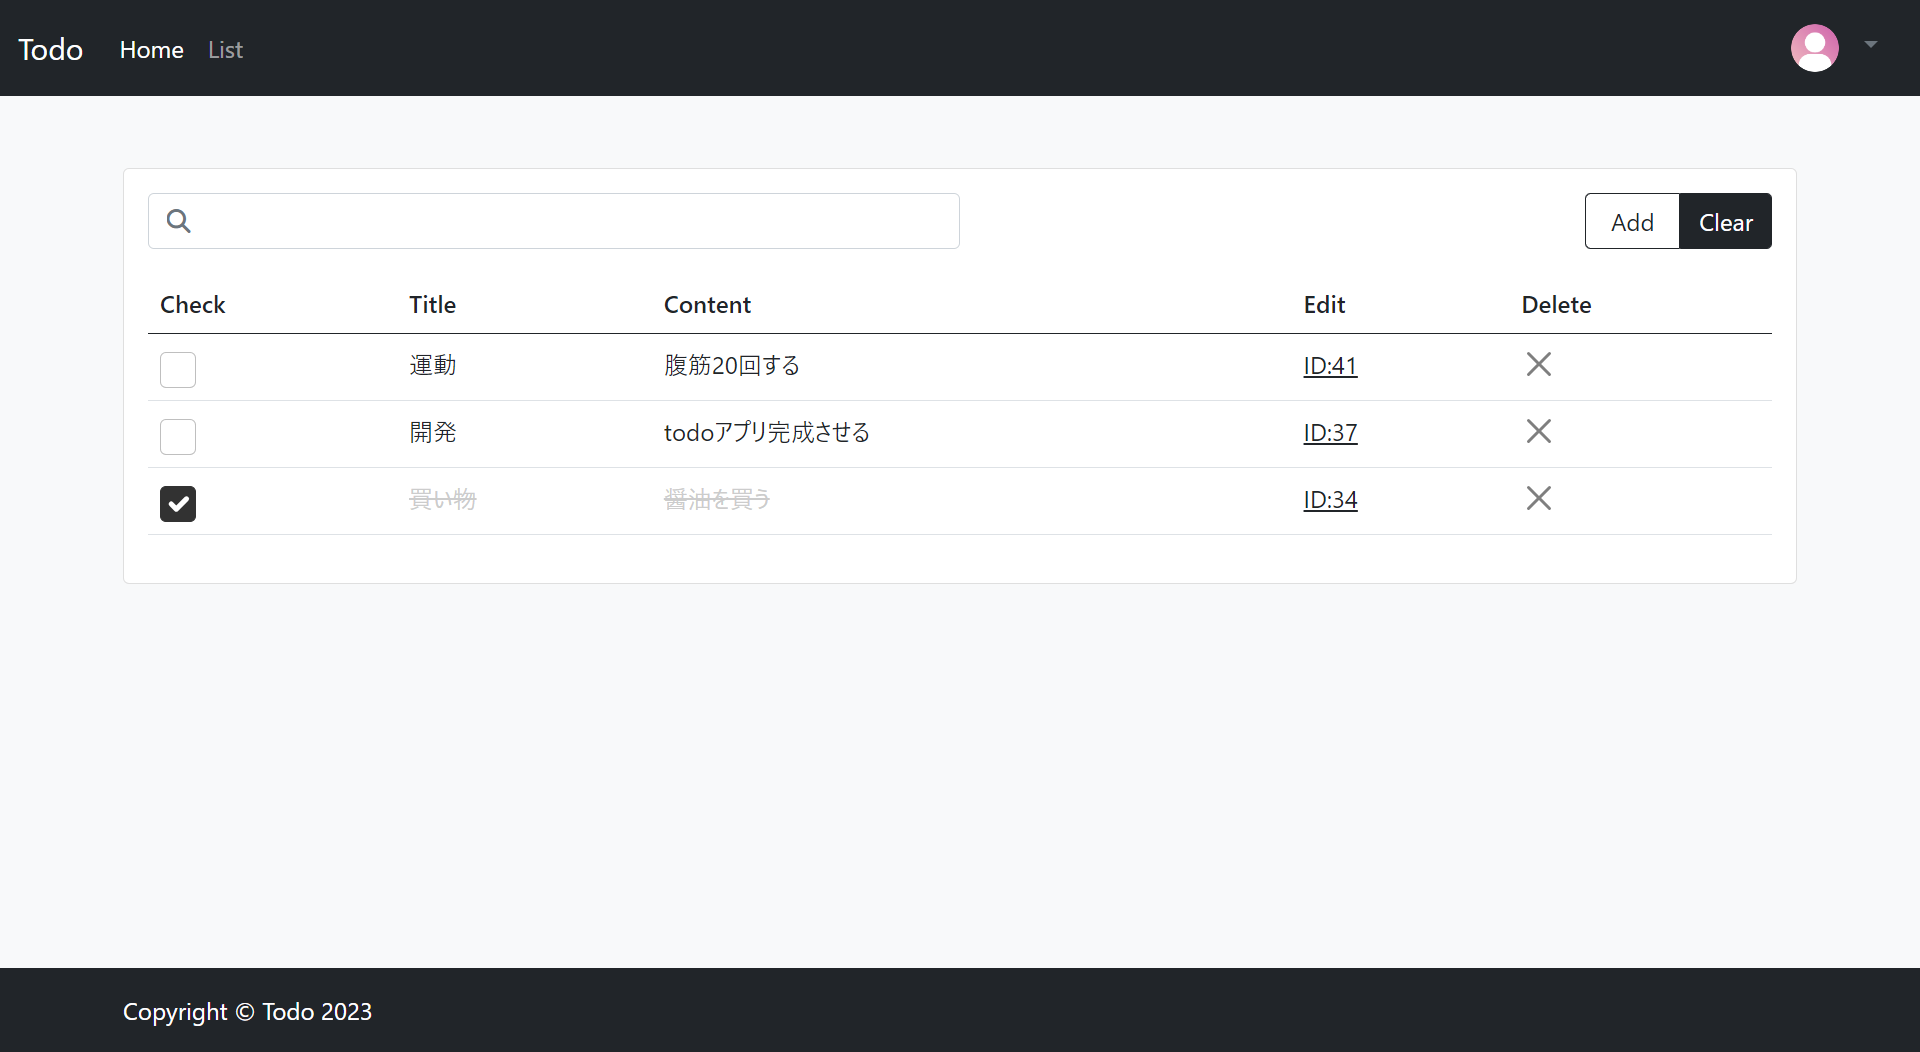 Todo Home List
Add Clear
Check Title Content Edit Delete
運動 腹筋20回する ID:41
開発 todoアプリ完成させる ID:37
買い物 醤油を買う ID:34
Copyright © Todo 2023